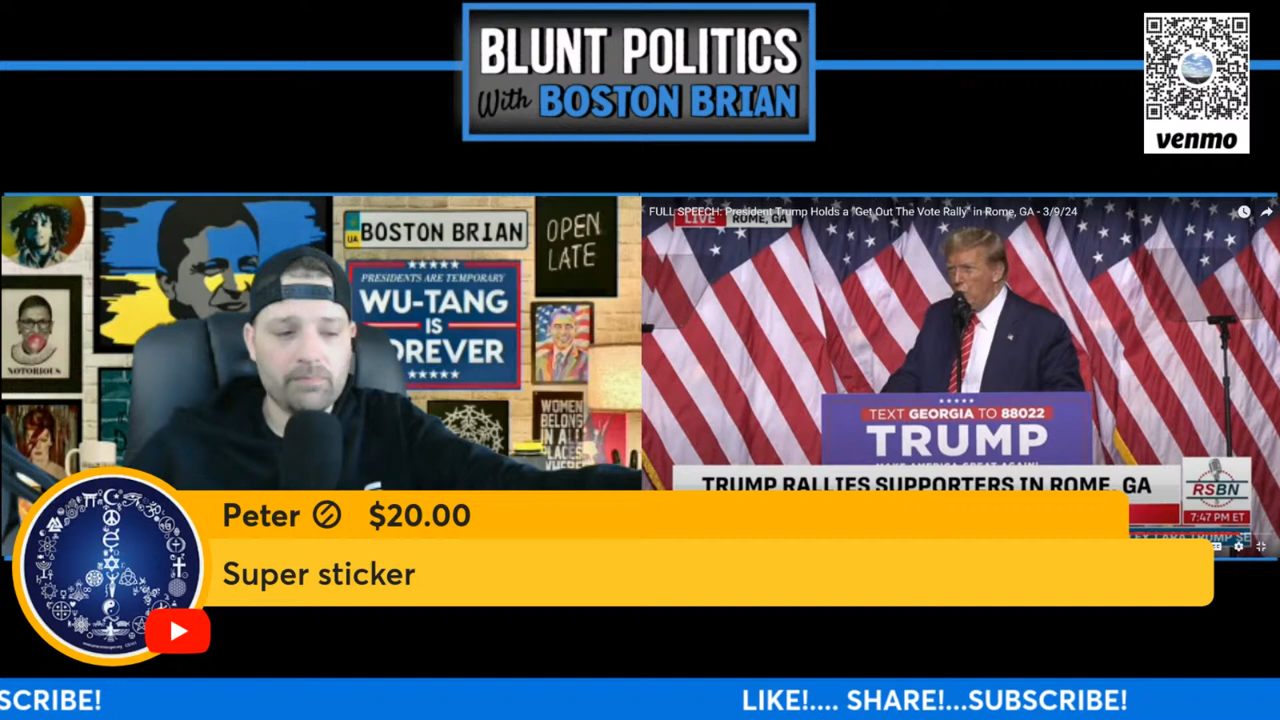 BLUNT POLITICS
With BOSTON BRIAN
venmo
UA BOSTON BRIAN
OPEN
LATE
PRESIDENTS ARE TEMPORARY
WU-TANG
IS
OREVER
NOTORIOUS
WOMEN
BELONG
IN ALL
PLACES
FULL SPEECH: President Trump Holds a "Get Out The Vote Rally" in Rome, GA - 3/9/24
LIVE ROME, GA
TEXT GEORGIA TO 88022
TRUMP
MAKE AMERICA GREAT AGAIN!
TRUMP RALLIES SUPPORTERS IN ROME, GA
RSBN
7:47 PM ET
Peter $20.00
Super sticker
SCRIBE! LIKE!.... SHARE!...SUBSCRIBE!